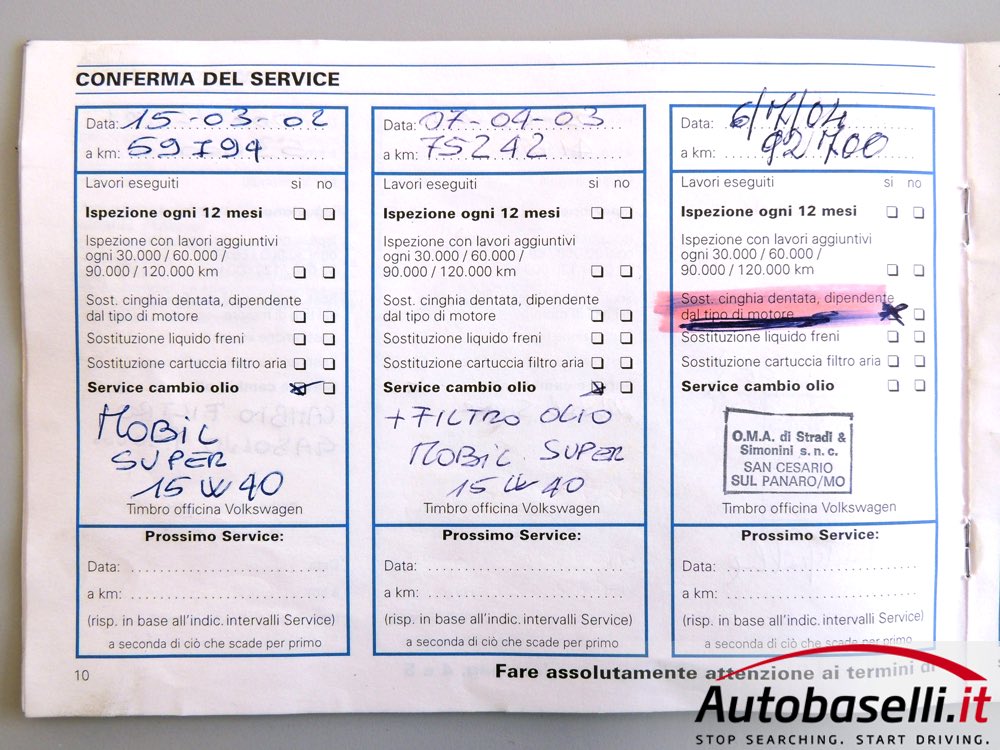 CONFERMA DEL SERVICE
Data: 15-03-02
a km: 59794
Lavori eseguiti si no
Ispezione ogni 12 mesi
Ispezione con lavori aggiuntivi
ogni 30.000 / 60.000 /
90.000 / 120.000 km
Sost. cinghia dentata, dipendente
dal tipo di motore
Sostituzione liquido freni
Sostituzione cartuccia filtro aria
Service cambio olio
MOBIL
SUPER
15W40
Timbro officina Volkswagen
Prossimo Service:
Data:
a km:
(risp. in base all'indic. intervalli Service)
a seconda di ciò che scade per primo
Data: 07-04-03
a km: 75242
Lavori eseguiti si no
Ispezione ogni 12 mesi
Ispezione con lavori aggiuntivi
ogni 30.000 / 60.000 /
90.000 / 120.000 km
Sost. cinghia dentata, dipendente
dal tipo di motore
Sostituzione liquido freni
Sostituzione cartuccia filtro aria
Service cambio olio
+ FILTRO OLIO
MOBIL SUPER
15W40
Timbro officina Volkswagen
Prossimo Service:
Data:
a km:
(risp. in base all'indic. intervalli Service)
a seconda di ciò che scade per primo
Data: 6/7/04
a km: 92700
Lavori eseguiti si no
Ispezione ogni 12 mesi
Ispezione con lavori aggiuntivi
ogni 30.000 / 60.000 /
90.000 / 120.000 km
Sost. cinghia dentata, dipendente
dal tipo di motore
Sostituzione liquido freni
Sostituzione cartuccia filtro aria
Service cambio olio
O.M.A. di Stradi &
Simonini s.n.c.
SAN CESARIO
SUL PANARO/MO
Timbro officina Volkswagen
Prossimo Service:
Data:
a km:
(risp. in base all'indic. intervalli Service)
a seconda di ciò che scade per primo
10
Fare assolutamente attenzione ai termini di
Autobaselli.it
STOP SEARCHING. START DRIVING.